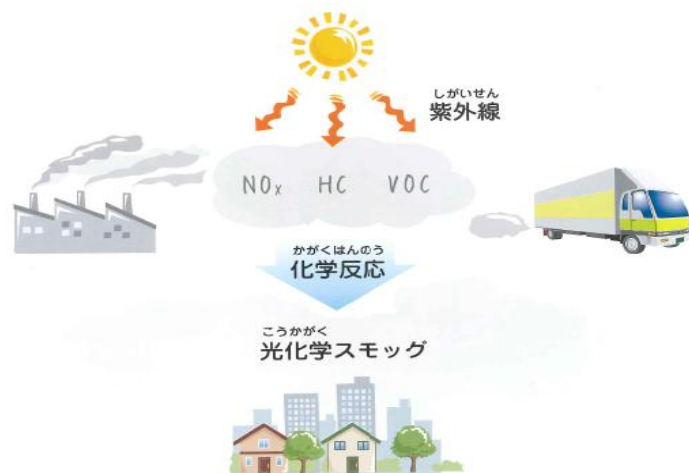 しがいせん
紫外線
NOx HC VOC
かがくはんのう
化学反応
こうかがく
光化学スモッグ